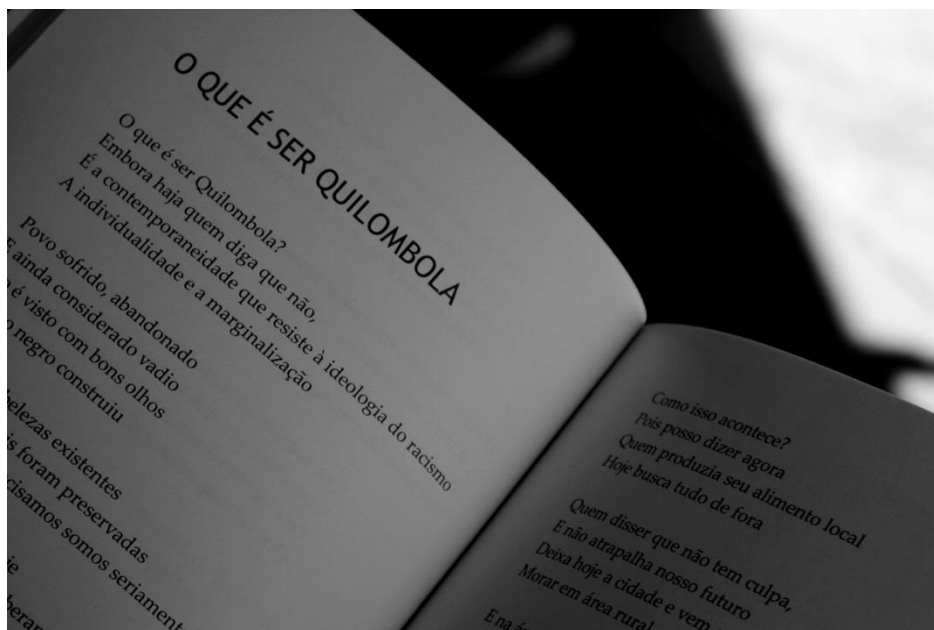 O QUE É SER QUILOMBOLA
O que é ser Quilombola?
Embora haja quem diga que não,
É a contemporaneidade que resiste à ideologia do racismo
A individualidade e a marginalização
Povo sofrido, abandonado
E ainda considerado vadio
é visto com bons olhos
negro construiu
existentes
foram preservadas
somos
Como isso acontece?
Pois posso dizer agora
Quem produzia seu alimento local
Hoje busca tudo de fora
Quem disser que não tem culpa,
E não atrapalha nosso futuro
Deixa hoje a cidade e vem
Morar em área rural
E na